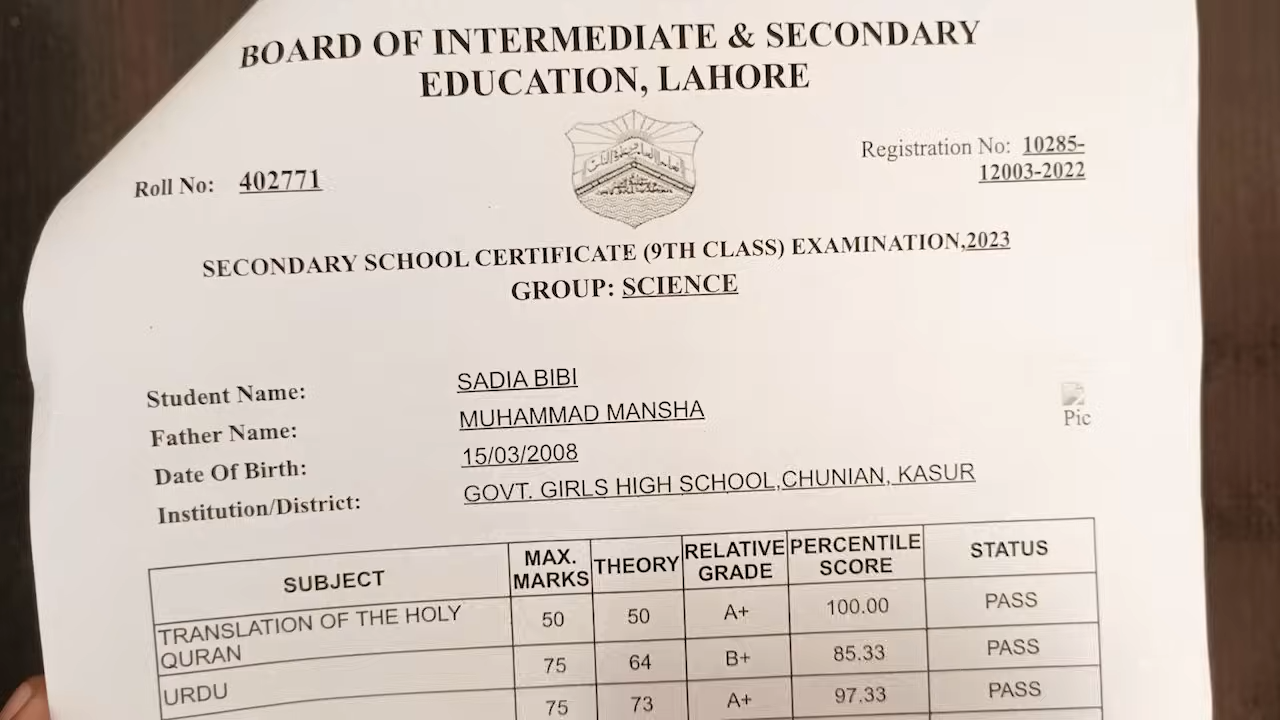 BOARD OF INTERMEDIATE & SECONDARY
EDUCATION, LAHORE
Roll No: 402771
Registration No: 10285-
12003-2022
SECONDARY SCHOOL CERTIFICATE (9TH CLASS) EXAMINATION,2023
GROUP: SCIENCE
Student Name: SADIA BIBI
Father Name: MUHAMMAD MANSHA
Date Of Birth: 15/03/2008
Institution/District: GOVT. GIRLS HIGH SCHOOL,CHUNIAN, KASUR
Pic
SUBJECT MAX. MARKS THEORY RELATIVE GRADE PERCENTILE SCORE STATUS
TRANSLATION OF THE HOLY QURAN 50 50 A+ 100.00 PASS
URDU 75 64 B+ 85.33 PASS
75 73 A+ 97.33 PASS